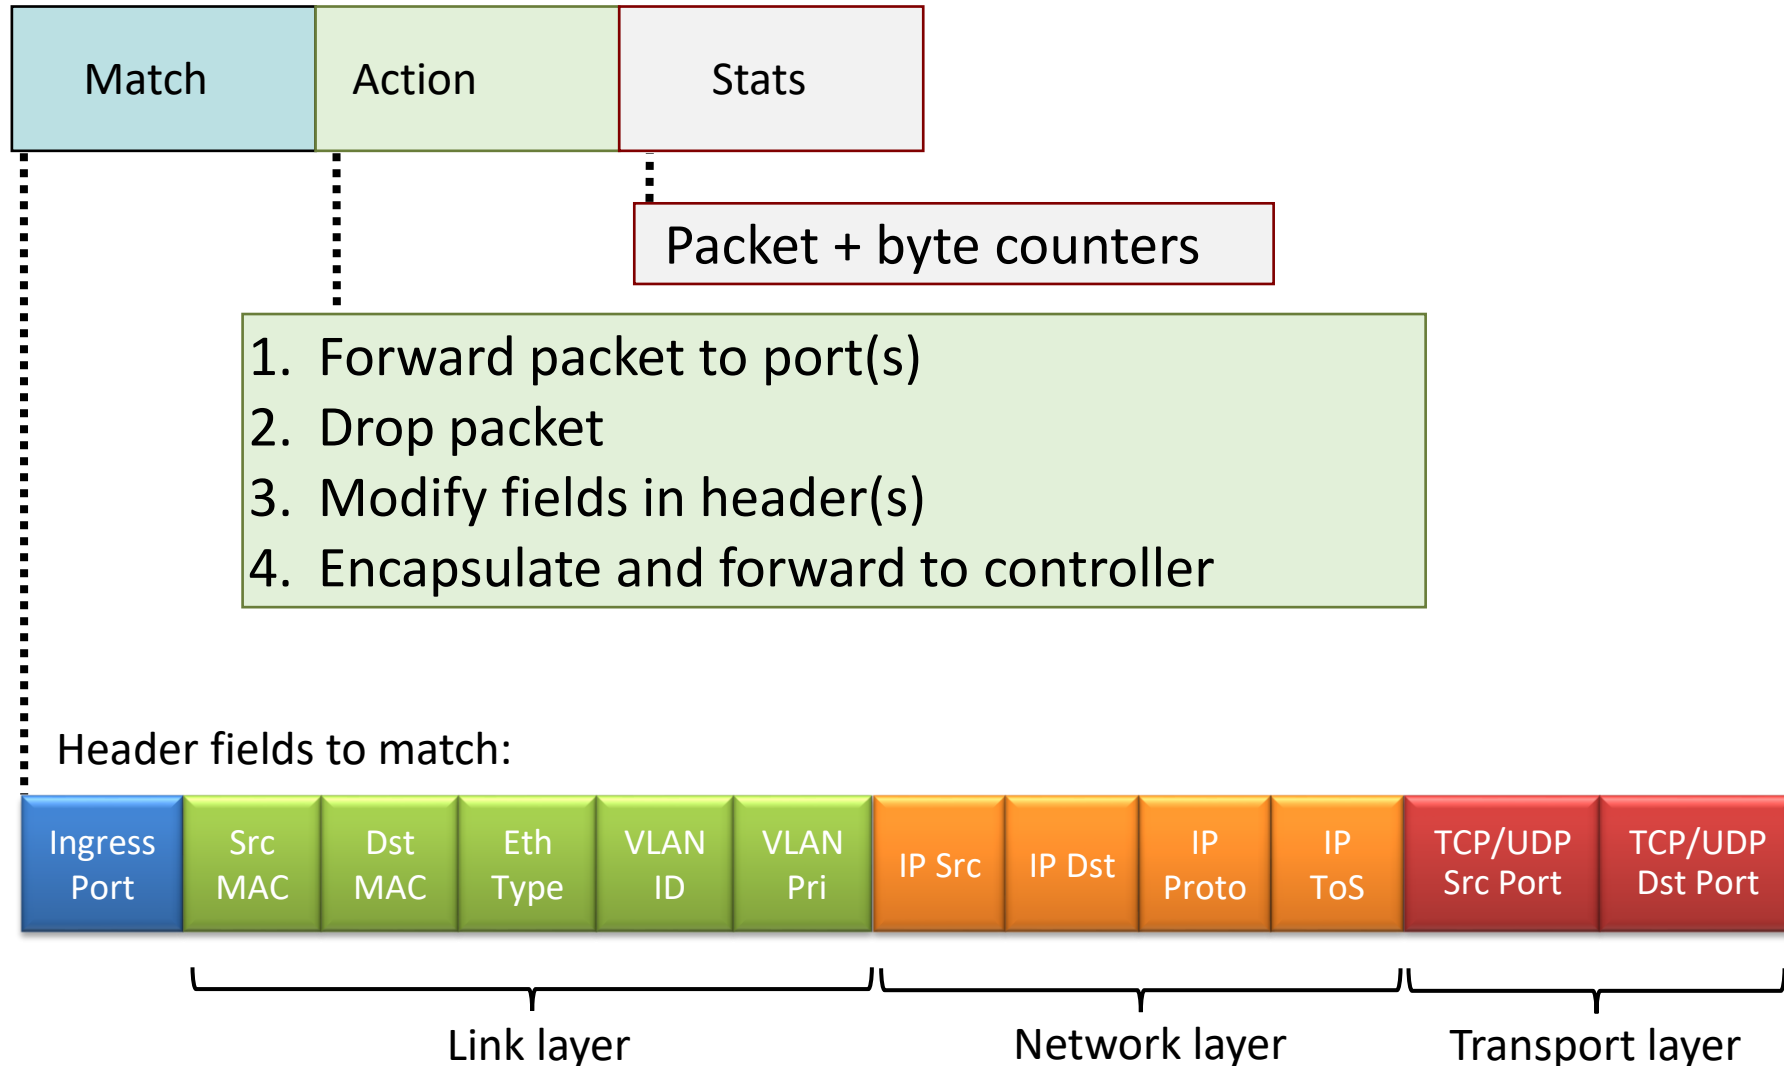 Match
Action
Stats
Packet + byte counters
1. Forward packet to port(s)
2. Drop packet
3. Modify fields in header(s)
4. Encapsulate and forward to controller
Header fields to match:
Ingress
Port
Src
MAC
Dst
MAC
Eth
Type
VLAN
ID
VLAN
Pri
IP Src
IP Dst
IP
Proto
IP
ToS
TCP/UDP
Src Port
TCP/UDP
Dst Port
Link layer
Network layer
Transport layer